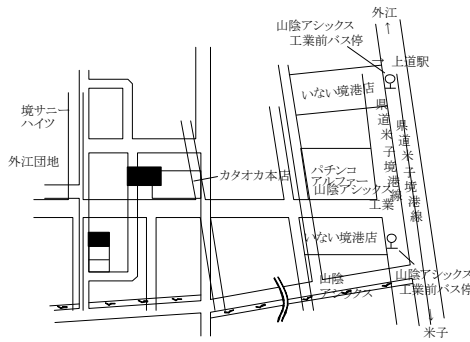 外江
↑
山陰アシックス
工業前バス停
→ 上道駅
いない境港店
境サニー
ハイツ
外江団地
カタオカ本店
パチンコ
アルファー
山陰アシックス
工業
県道米子境港線
県道米子境港線
いない境港店
山陰
アシックス
山陰アシックス
工業前バス停
↓
米子